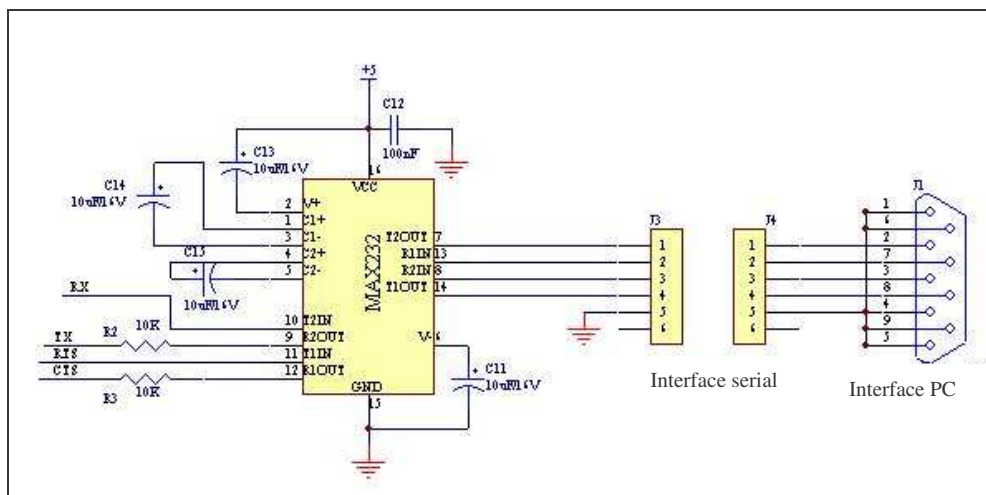 +5
C12
100nF
C13
10uF/16V
C14
10uF/16V
16
VCC
2 V+
1 C1+
3 C1-
4 C2+
5 C2-
C15
10uF/16V
MAX232
T2OUT 7
R1IN 13
R2IN 8
T1OUT 14
RX
10 T2IN
TX R2 10K 9 R2OUT
RTS 11 T1IN
CTS R3 10K 12 R1OUT
V- 6
C11
10uF/16V
GND
15
J3
1
2
3
4
5
6
Interface serial
J4
1
2
3
4
5
6
J1
1
6
2
7
3
8
4
9
5
Interface PC